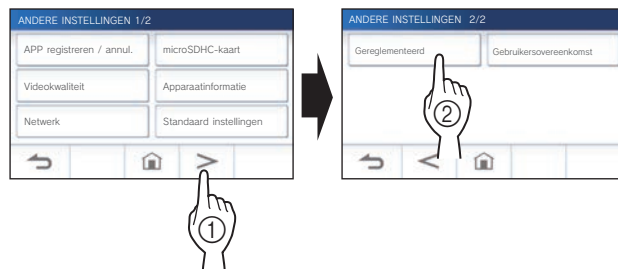 ANDERE INSTELLINGEN 1/2
APP registreren / annul.
microSDHC-kaart
Videokwaliteit
Apparaatinformatie
Netwerk
Standaard instellingen
1
ANDERE INSTELLINGEN 2/2
Gereglementeerd
Gebruikersovereenkomst
2